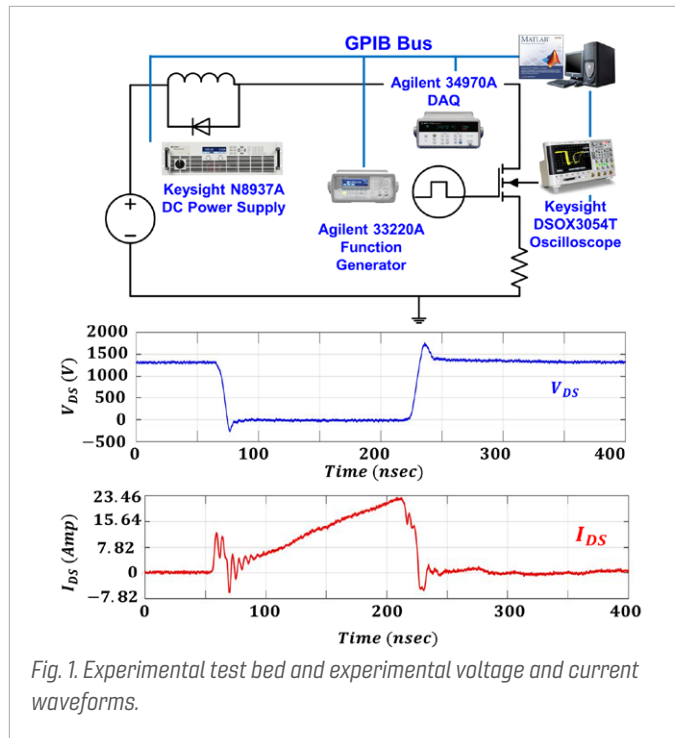 GPIB Bus
MATLAB
Agilent 34970A
DAQ
Keysight N8937A
DC Power Supply
Agilent 33220A
Function
Generator
Keysight
DSOX3054T
Oscilloscope
+
−
2000
1500
1000
0
−500
V_DS (V)
V_DS
0 100 200 300 400
Time (nsec)
23.46
15.64
7.82
0
−7.82
I_DS (Amp)
I_DS
0 100 200 300 400
Time (nsec)
Fig. 1. Experimental test bed and experimental voltage and current
waveforms.